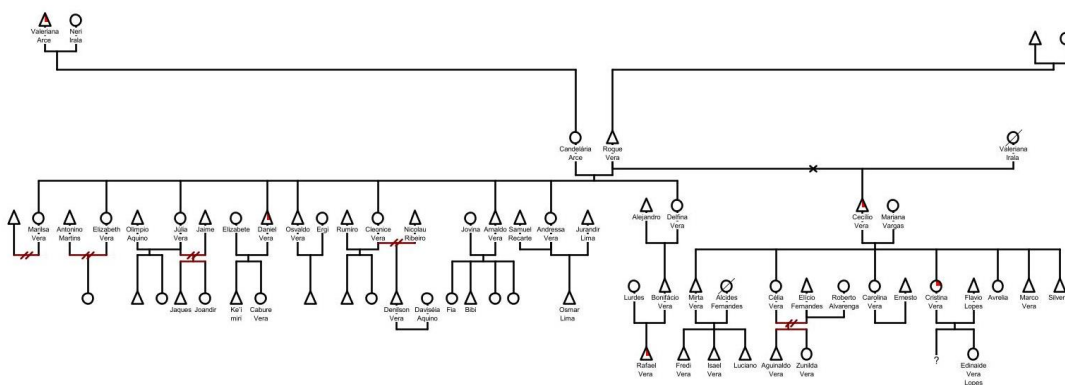 Valeriana
Arce
Neri
Irala
Candelária
Arce
Rogue
Vera
Valeriana
Irala
Marilsa
Vera
Antonino
Martins
Elizabeth
Vera
Olimpio
Aquino
Júlia
Vera
Jaime
Elizabete
Daniel
Vera
Osvaldo
Vera
Ergi
Rumiro
Cleonice
Vera
Nicolau
Ribeiro
Jovina
Arnaldo
Vera
Samuel
Recarte
Andressa
Vera
Jurandir
Lima
Alejandro
Delfina
Vera
Cecílio
Vera
Mariana
Vargas
Jaques
Joandir
Ke'i
miri
Cabure
Vera
Denilson
Vera
Daviséia
Aquino
Fia
Bibi
Osmar
Lima
Lurdes
Bonifácio
Vera
Mirta
Vera
Alcides
Fernandes
Célia
Vera
Elício
Fernandes
Roberto
Alvarenga
Carolina
Vera
Ernesto
Cristina
Vera
Flavio
Lopes
Avrelia
Marco
Vera
Silver
Rafael
Vera
Fredi
Vera
Isael
Vera
Luciano
Aguinaldo
Vera
Zunilda
Vera
?
Edinaide
Vera
Lopes